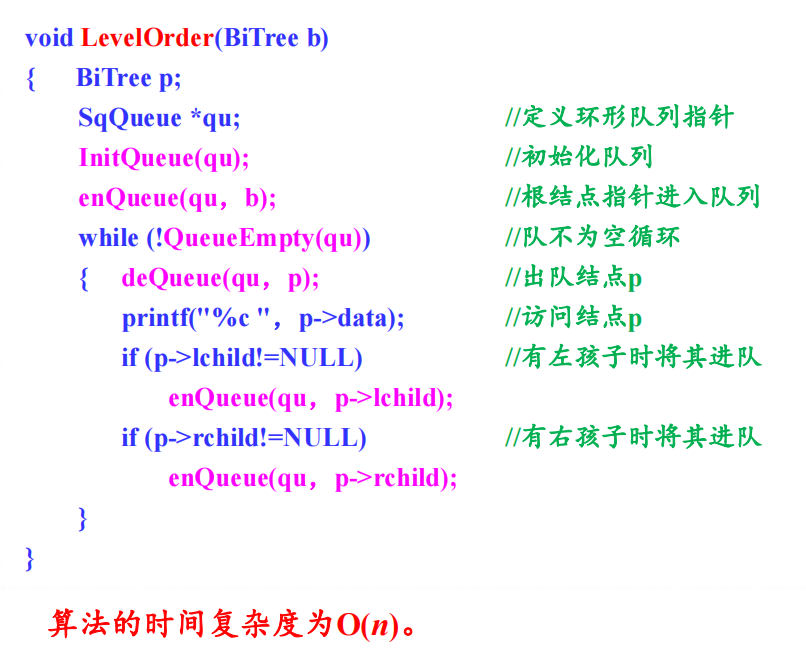 void LevelOrder(BiTree b)
{ BiTree p;
SqQueue *qu; //定义环形队列指针
InitQueue(qu); //初始化队列
enQueue(qu，b); //根结点指针进入队列
while (!QueueEmpty(qu)) //队不为空循环
{ deQueue(qu，p); //出队结点p
printf("%c "，p->data); //访问结点p
if (p->lchild!=NULL) //有左孩子时将其进队
enQueue(qu，p->lchild);
if (p->rchild!=NULL) //有右孩子时将其进队
enQueue(qu，p->rchild);
}
}
算法的时间复杂度为O(n)。